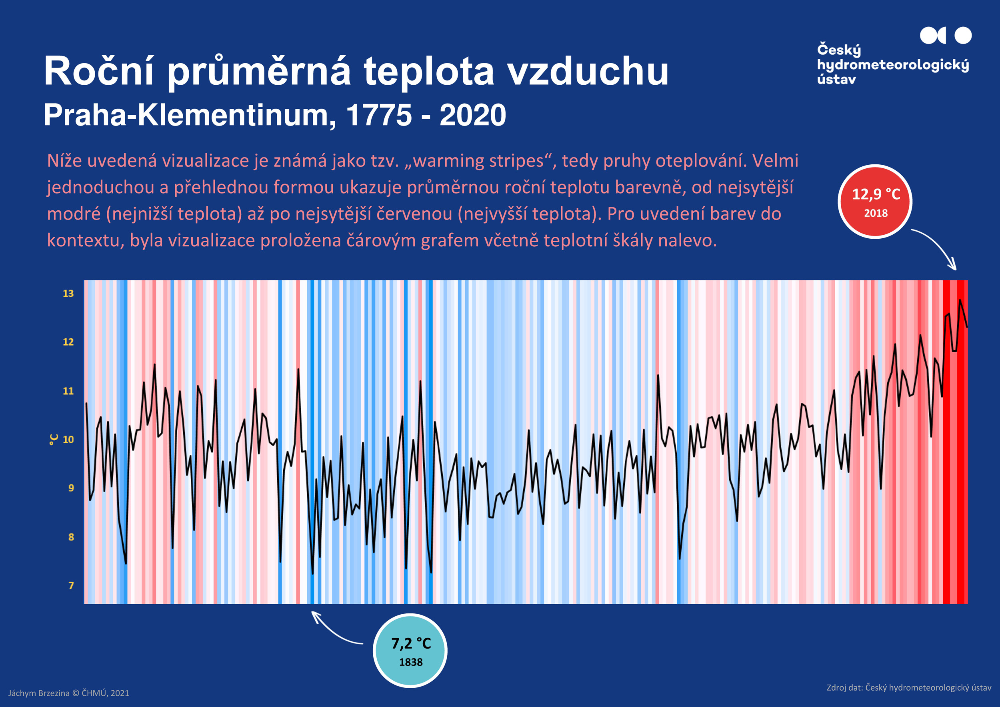 Český
hydrometeorologický
ústav
Roční průměrná teplota vzduchu
Praha-Klementinum, 1775 - 2020
Níže uvedená vizualizace je známá jako tzv. „warming stripes“, tedy pruhy oteplování. Velmi
jednoduchou a přehlednou formou ukazuje průměrnou roční teplotu barevně, od nejsytější
modré (nejnižší teplota) až po nejsytější červenou (nejvyšší teplota). Pro uvedení barev do
kontextu, byla vizualizace proložena čárovým grafem včetně teplotní škály nalevo.
12,9 °C
2018
13
12
11
10
°C
9
8
7
7,2 °C
1838
Jáchym Brzezina © ČHMÚ, 2021
Zdroj dat: Český hydrometeorologický ústav